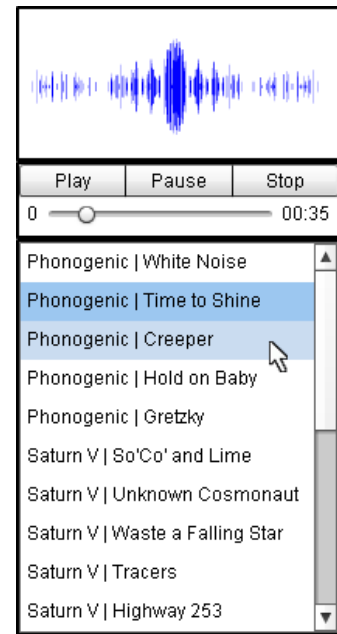 Play Pause Stop
0 00:35
Phonogenic | White Noise
Phonogenic | Time to Shine
Phonogenic | Creeper
Phonogenic | Hold on Baby
Phonogenic | Gretzky
Saturn V | So'Co' and Lime
Saturn V | Unknown Cosmonaut
Saturn V | Waste a Falling Star
Saturn V | Tracers
Saturn V | Highway 253